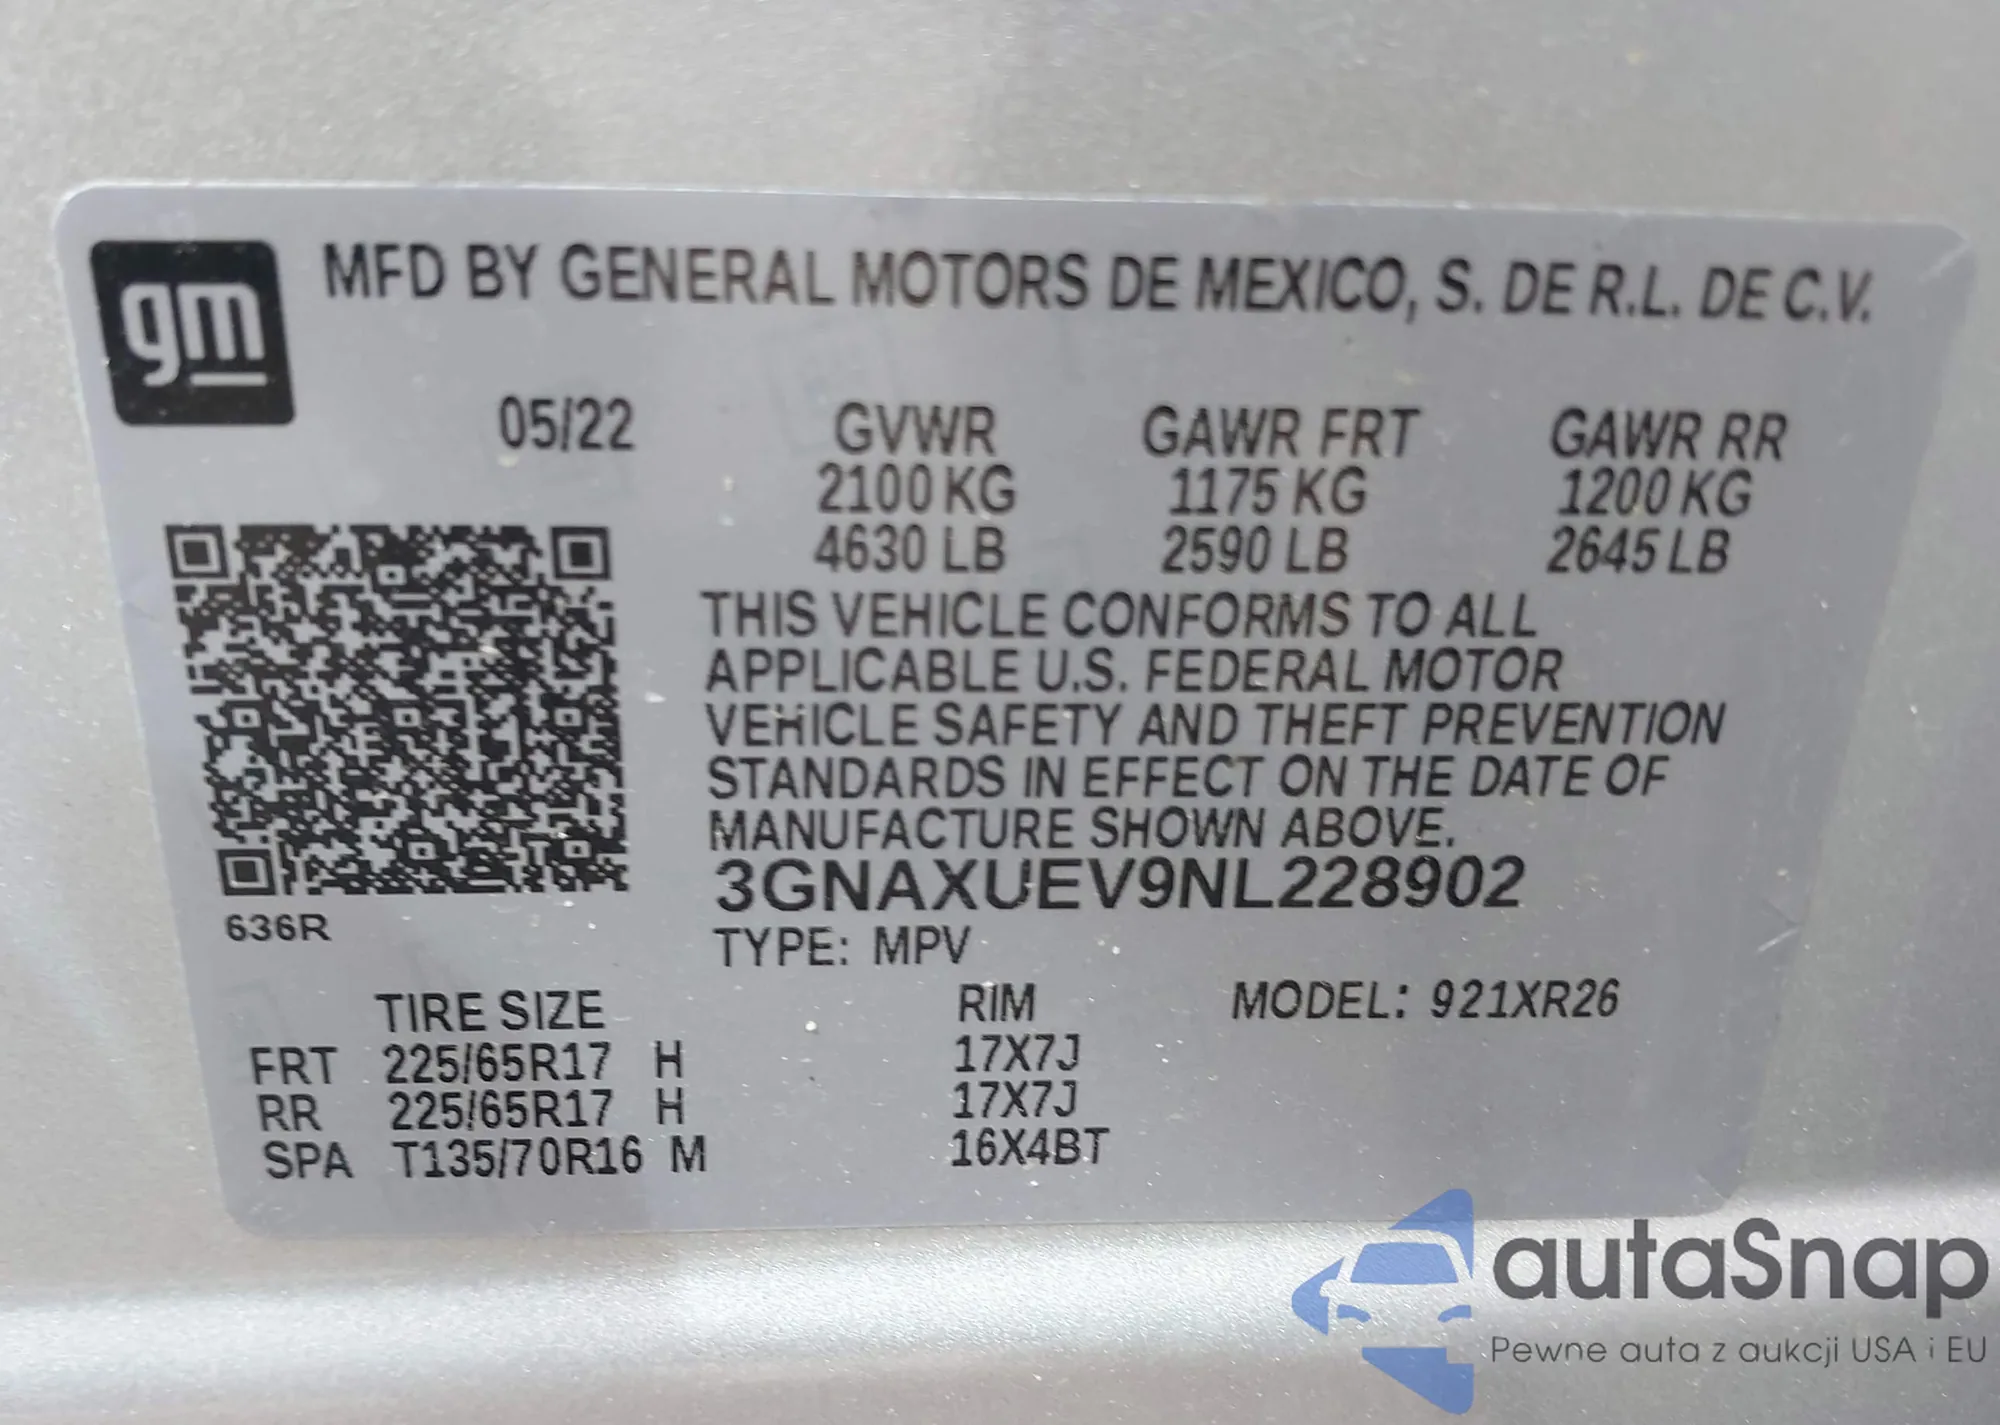 gm
MFD BY GENERAL MOTORS DE MEXICO, S. DE R.L. DE C.V.
05/22 GVWR GAWR FRT GAWR RR
2100 KG 1175 KG 1200 KG
4630 LB 2590 LB 2645 LB
THIS VEHICLE CONFORMS TO ALL
APPLICABLE U.S. FEDERAL MOTOR
VEHICLE SAFETY AND THEFT PREVENTION
STANDARDS IN EFFECT ON THE DATE OF
MANUFACTURE SHOWN ABOVE.
3GNAXUEV9NL228902
636R
TYPE: MPV
TIRE SIZE RIM MODEL: 921XR26
FRT 225/65R17 H 17X7J
RR 225/65R17 H 17X7J
SPA T135/70R16 M 16X4BT
autaSnap
Pewne auta z aukcji USA i EU